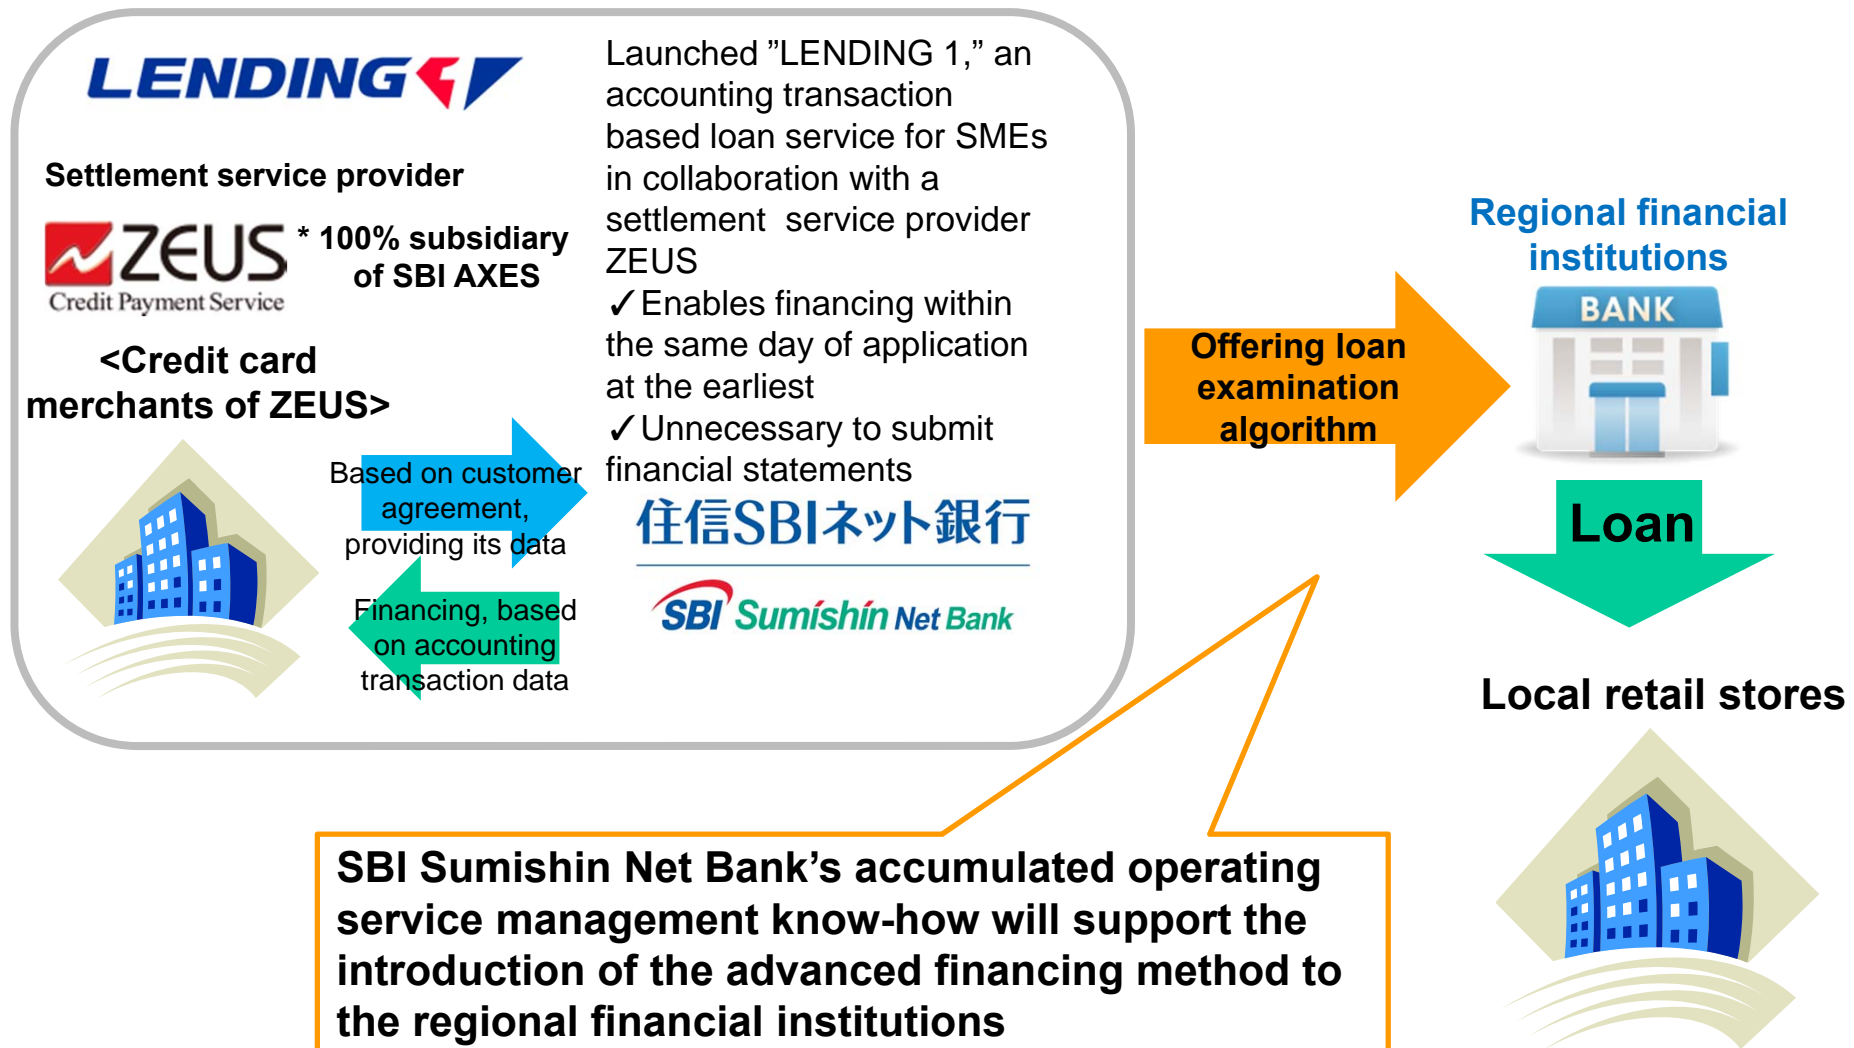 LENDING
Settlement service provider
ZEUS
Credit Payment Service
* 100% subsidiary
of SBI AXES
<Credit card
merchants of ZEUS>
Based on customer
agreement,
providing its data
Financing, based
on accounting
transaction data
Launched ”LENDING 1,” an
accounting transaction
based loan service for SMEs
in collaboration with a
settlement service provider
ZEUS
✓Enables financing within
the same day of application
at the earliest
✓Unnecessary to submit
financial statements
住信SBIネット銀行
SBI Sumishin Net Bank
Offering loan
examination
algorithm
Regional financial
institutions
BANK
Loan
Local retail stores
SBI Sumishin Net Bank’s accumulated operating
service management know-how will support the
introduction of the advanced financing method to
the regional financial institutions